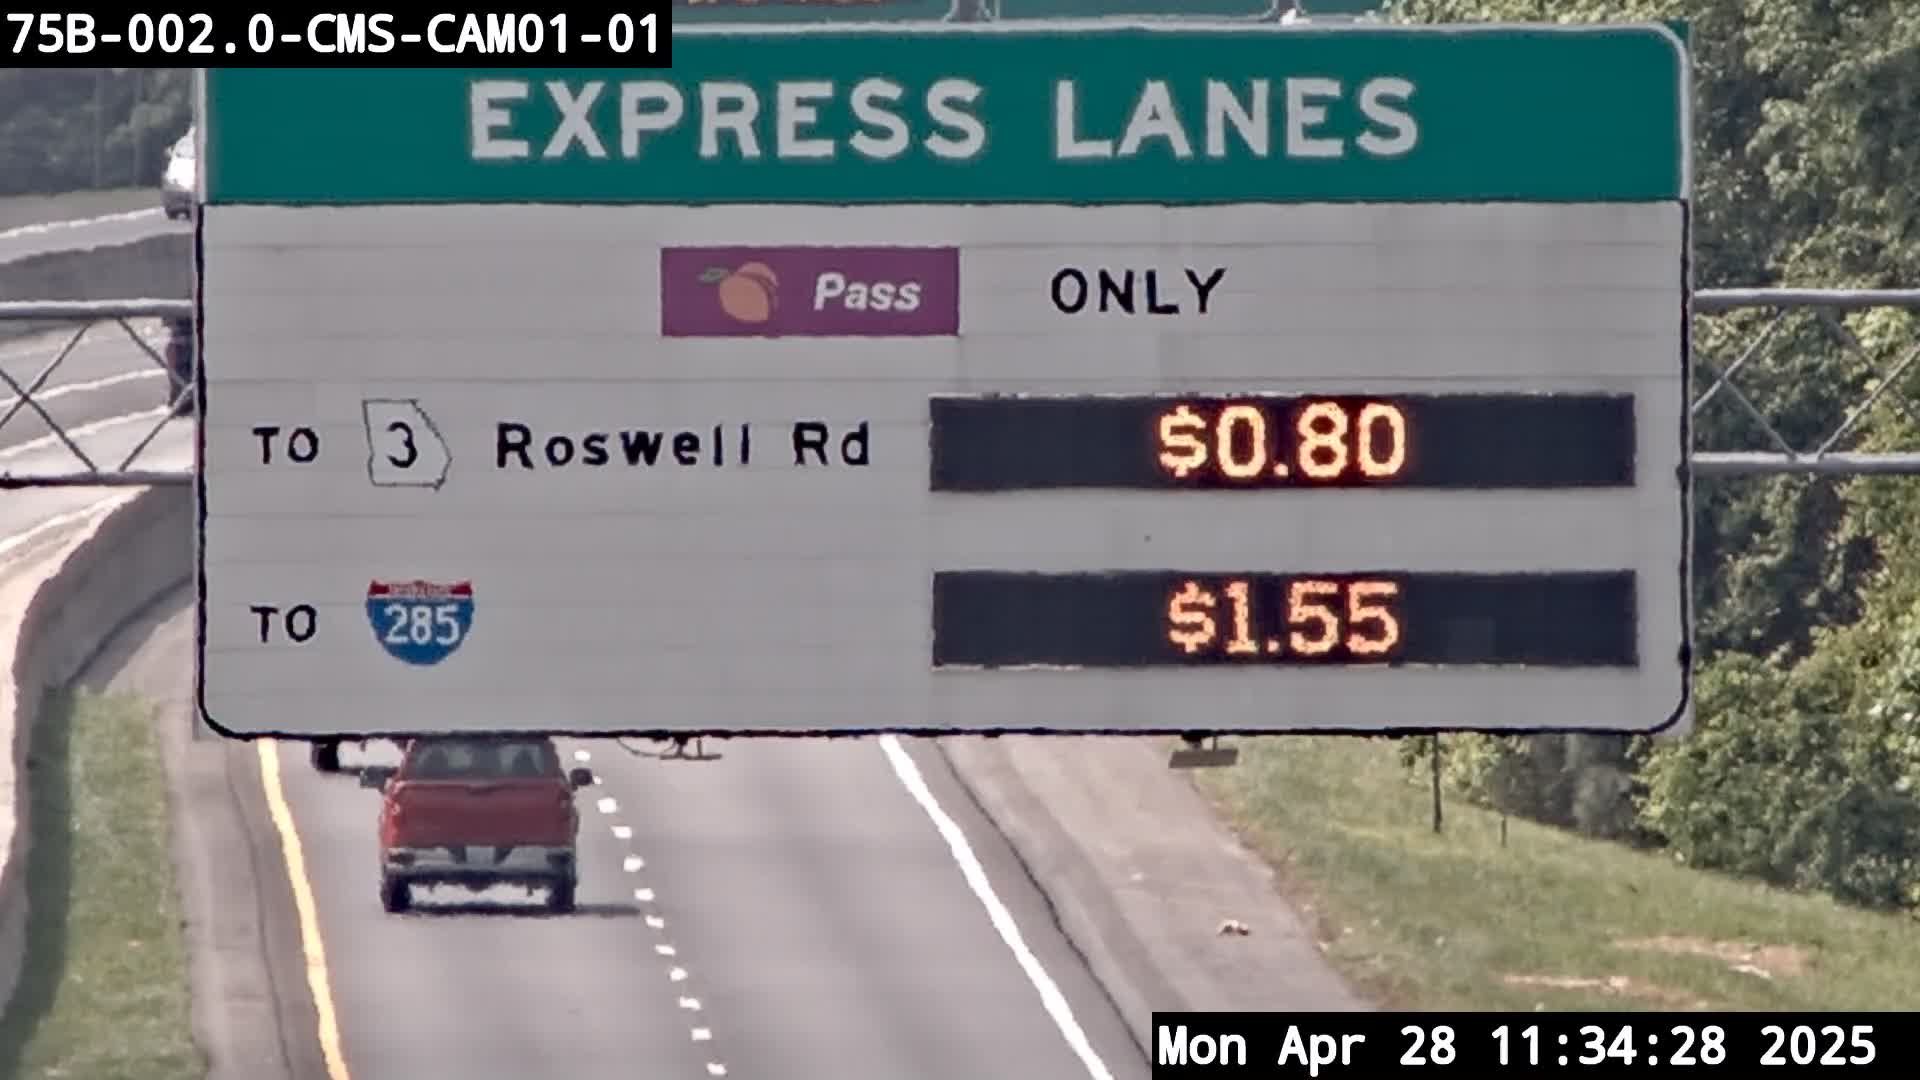 75B-002.0-CMS-CAM01-01
EXPRESS LANES
Pass ONLY
TO 3 Roswell Rd $0.80
TO 285 $1.55
Mon Apr 28 11:34:28 2025